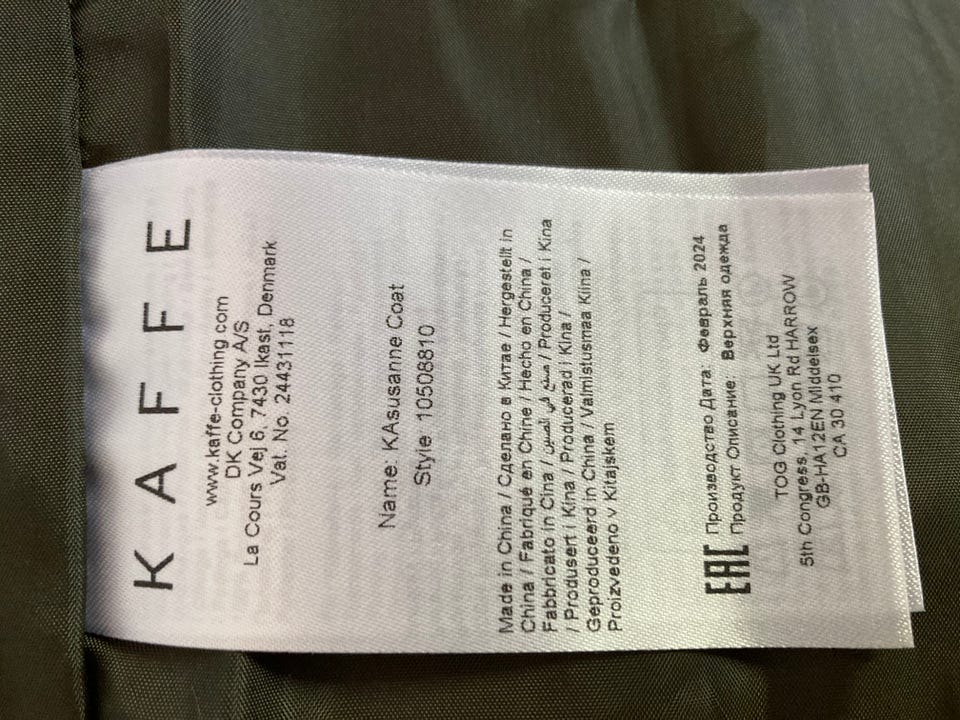 KAFFE
www.kaffe-clothing.com
DK Company A/S
La Cours Vej 6, 7430 Ikast, Denmark
Vat. No. 24431118
Name: KAsusanne Coat
Style: 10508810
Made in China / Сделано в Китае / Hergestellt in
China / Fabriqué en Chine / Hecho en China /
Fabbricato in Cina / صنع في الصين / Produceret i Kina
/ Produsert i Kina / Producerad i Kina /
Geproduceerd in China / Valmistusmaa Kiina /
Proizvedeno v Kitajskem
EAC Производство Дата: Февраль 2024
Продукт Описание: Верхняя одежда
TOG Clothing UK Ltd
5th Congress, 14 Lyon Rd HARROW
GB-HA12EN Middelsex
CA 30 410